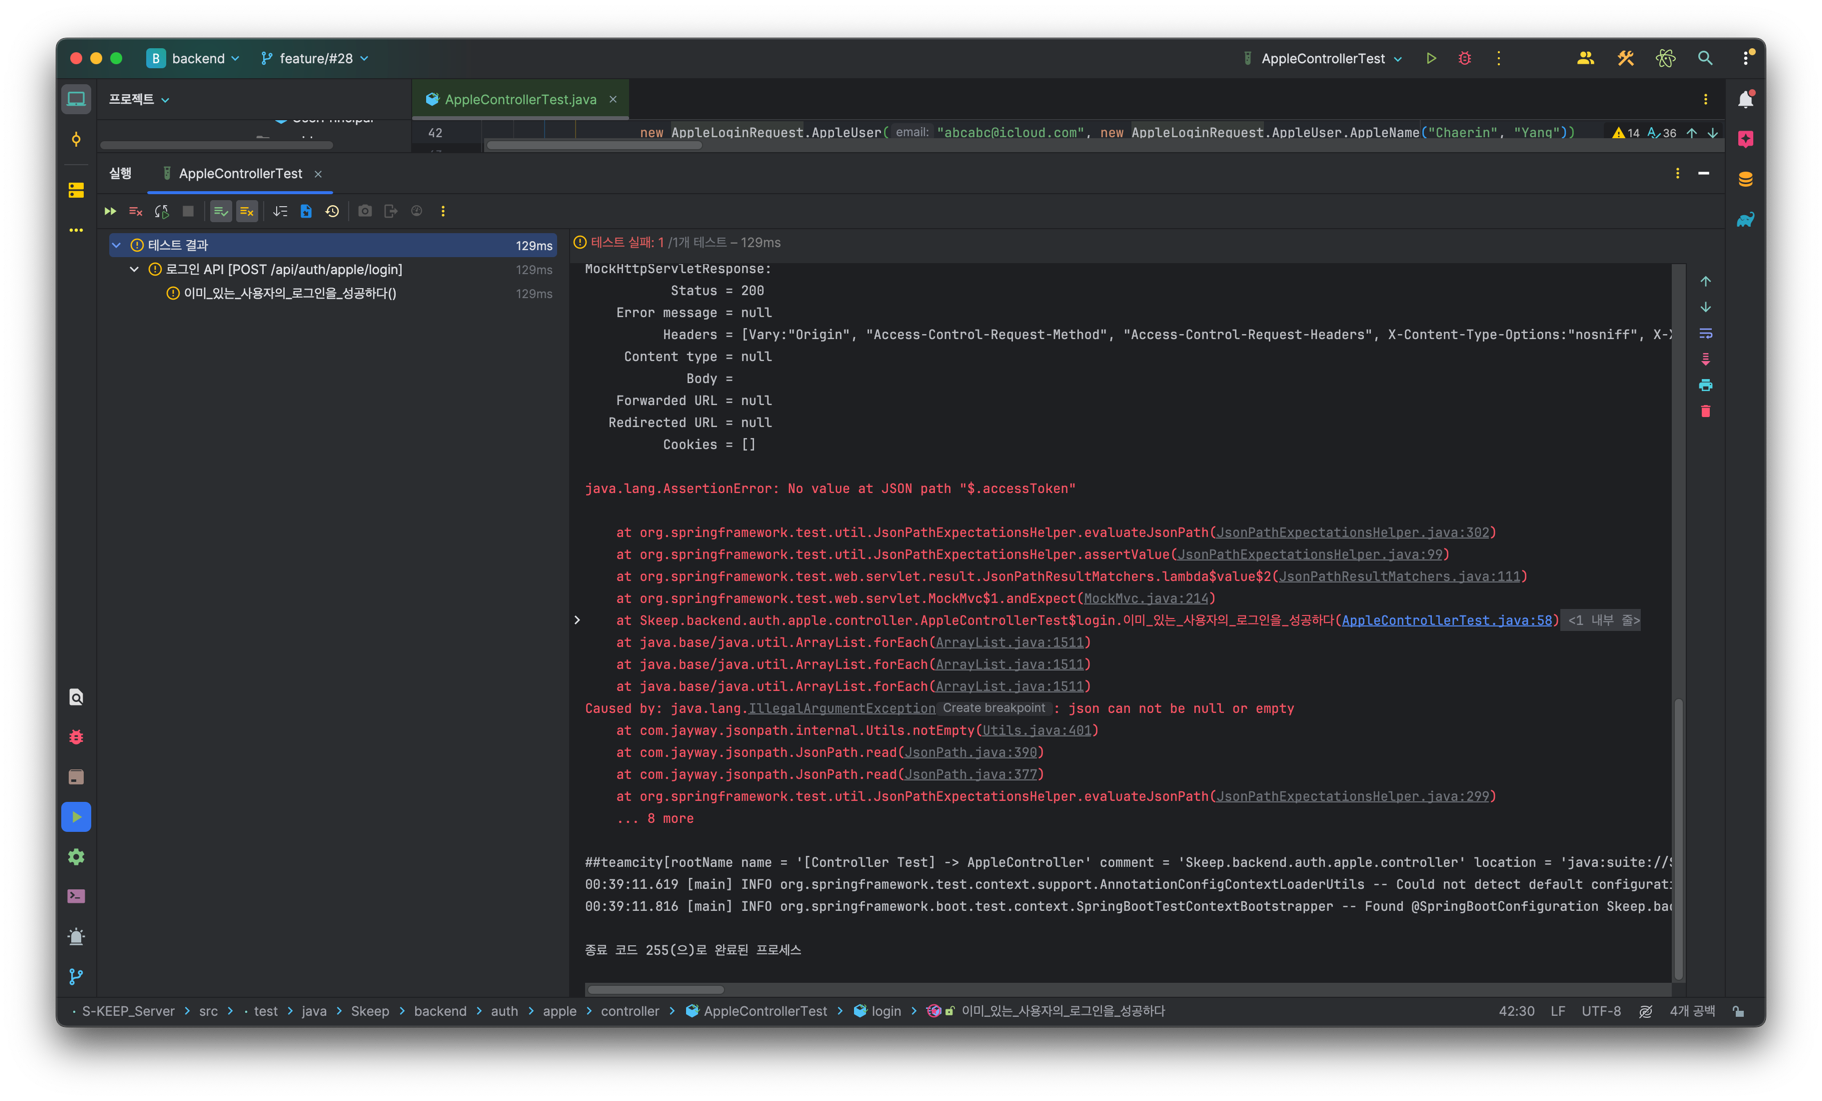 B backend feature/#28 AppleControllerTest
프로젝트 AppleControllerTest.java
42 new AppleLoginRequest.AppleUser( email: "abcabc@icloud.com", new AppleLoginRequest.AppleUser.AppleName("Chaerin", "Yang")) 14 36
실행 AppleControllerTest
테스트 결과 129ms
로그인 API [POST /api/auth/apple/login] 129ms
이미_있는_사용자의_로그인을_성공하다() 129ms
테스트 실패: 1 /1개 테스트 – 129ms
MockHttpServletResponse:
Status = 200
Error message = null
Headers = [Vary:"Origin", "Access-Control-Request-Method", "Access-Control-Request-Headers", X-Content-Type-Options:"nosniff", X-X
Content type = null
Body =
Forwarded URL = null
Redirected URL = null
Cookies = []
java.lang.AssertionError: No value at JSON path "$.accessToken"
at org.springframework.test.util.JsonPathExpectationsHelper.evaluateJsonPath(JsonPathExpectationsHelper.java:302)
at org.springframework.test.util.JsonPathExpectationsHelper.assertValue(JsonPathExpectationsHelper.java:99)
at org.springframework.test.web.servlet.result.JsonPathResultMatchers.lambda$value$2(JsonPathResultMatchers.java:111)
at org.springframework.test.web.servlet.MockMvc$1.andExpect(MockMvc.java:214)
at Skeep.backend.auth.apple.controller.AppleControllerTest$login.이미_있는_사용자의_로그인을_성공하다(AppleControllerTest.java:58) <1 내부 줄>
at java.base/java.util.ArrayList.forEach(ArrayList.java:1511)
at java.base/java.util.ArrayList.forEach(ArrayList.java:1511)
at java.base/java.util.ArrayList.forEach(ArrayList.java:1511)
Caused by: java.lang.IllegalArgumentException Create breakpoint : json can not be null or empty
at com.jayway.jsonpath.internal.Utils.notEmpty(Utils.java:401)
at com.jayway.jsonpath.JsonPath.read(JsonPath.java:390)
at com.jayway.jsonpath.JsonPath.read(JsonPath.java:377)
at org.springframework.test.util.JsonPathExpectationsHelper.evaluateJsonPath(JsonPathExpectationsHelper.java:299)
... 8 more
##teamcity[rootName name = '[Controller Test] -> AppleController' comment = 'Skeep.backend.auth.apple.controller' location = 'java:suite://S
00:39:11.619 [main] INFO org.springframework.test.context.support.AnnotationConfigContextLoaderUtils -- Could not detect default configurati
00:39:11.816 [main] INFO org.springframework.boot.test.context.SpringBootTestContextBootstrapper -- Found @SpringBootConfiguration Skeep.bac
종료 코드 255(으)로 완료된 프로세스
S-KEEP_Server > src > test > java > Skeep > backend > auth > apple > controller > AppleControllerTest > login > 이미_있는_사용자의_로그인을_성공하다 42:30 LF UTF-8 4개 공백